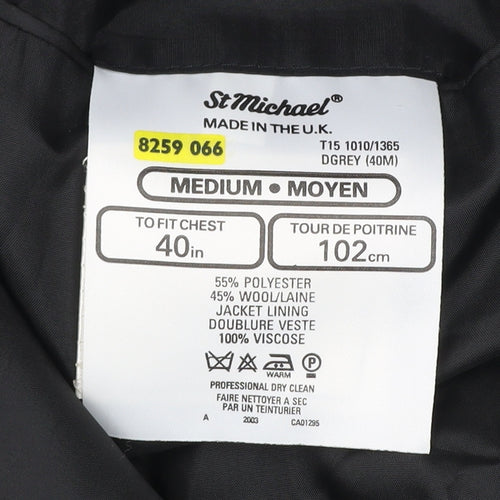 St Michael®
MADE IN THE U.K.
8259 066
T15 1010/1365
DGREY (40M)
MEDIUM • MOYEN
TO FIT CHEST
40in
TOUR DE POITRINE
102cm
55% POLYESTER
45% WOOL/LAINE
JACKET LINING
DOUBLURE VESTE
100% VISCOSE
WARM
P
PROFESSIONAL DRY CLEAN
FAIRE NETTOYER A SEC
PAR UN TEINTURIER
A 2003 CA01295